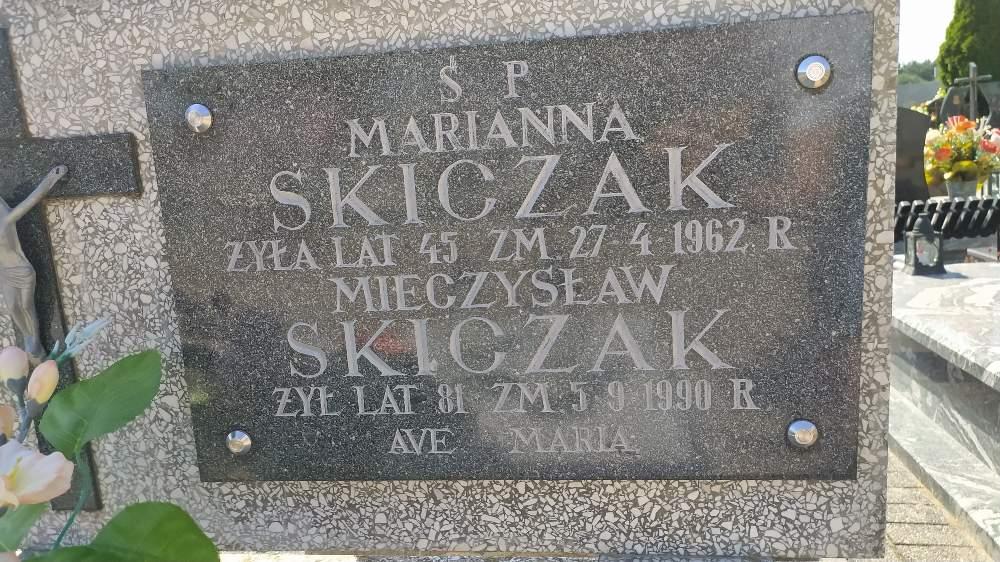 Ś P
MARIANNA
SKICZAK
ŻYŁA LAT 45 ZM. 27-4-1962 R
MIECZYSŁAW
SKICZAK
ŻYŁ LAT 81 ZM. 5-9-1990 R
AVE MARIA